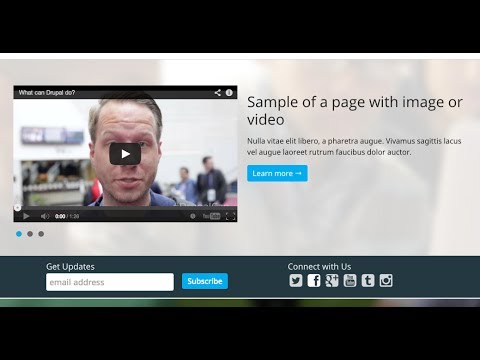 What can Drupal do?
Sample of a page with image or
video
Nulla vitae elit libero, a pharetra augue. Vivamus sagittis lacus
vel augue laoreet rutrum faucibus dolor auctor.
Learn more →
0:00 / 1:26
YouTube
Get Updates
email address
Subscribe
Connect with Us